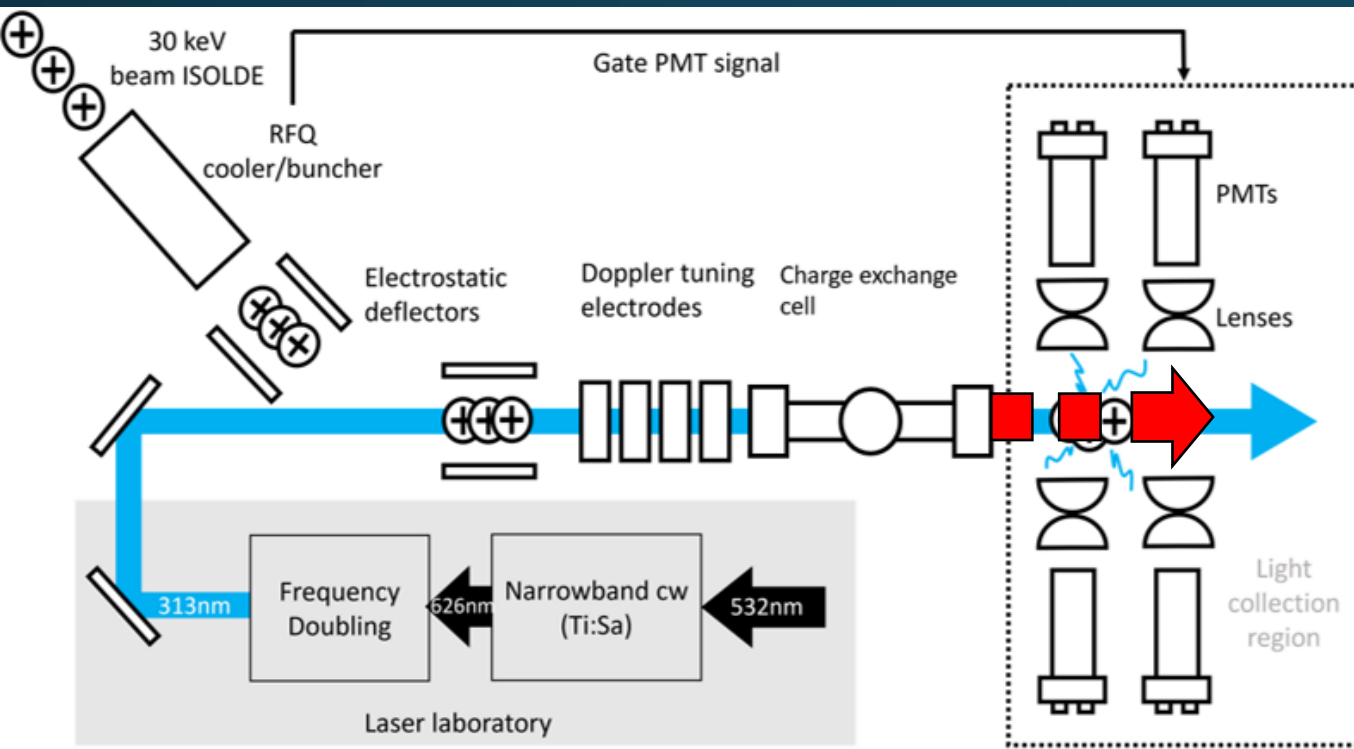 30 keV
beam ISOLDE
Gate PMT signal
RFQ
cooler/buncher
PMTs
Electrostatic
deflectors
Doppler tuning
electrodes
Charge exchange
cell
Lenses
313nm
Frequency
Doubling
626nm
Narrowband cw
(Ti:Sa)
532nm
Light
collection
region
Laser laboratory